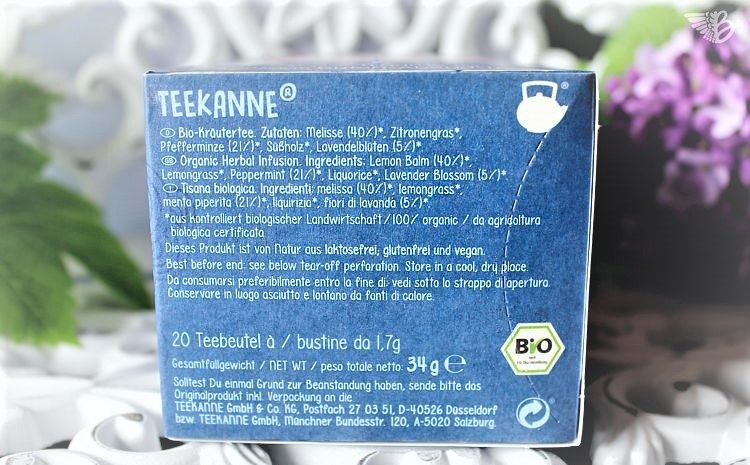 TEEKANNE®
D Bio-Kräutertee. Zutaten: Melisse (40%)*, Zitronengras*,
Pfefferminze (21%)*, Süßholz*, Lavendelblüten (5%)*
GB Organic Herbal Infusion. Ingredients: Lemon Balm (40%)*,
Lemongrass*, Peppermint (21%)*, Liquorice*, Lavender Blossom (5%)*
I Tisana biologica. Ingredienti: melissa (40%)*, lemongrass*,
menta piperita (21%)*, liquirizia*, fiori di lavanda (5%)*.
*aus kontrolliert biologischer Landwirtschaft/100% organic / da agricoltura
biologica certificata
Dieses Produkt ist von Natur aus laktosefrei, glutenfrei und vegan.
Best before end: see below tear-off perforation. Store in a cool, dry place.
Da consumarsi preferibilmente entro la fine di: vedi sotto lo strappo di apertura.
Conservare in luogo asciutto e lontano da fonti di calore.
20 Teebeutel à / bustine da 1,7g
Gesamtfüllgewicht / NET WT / peso totale netto: 34 g e
Solltest Du einmal Grund zur Beanstandung haben, sende bitte das
Originalprodukt inkl. Verpackung an die
TEEKANNE GmbH & Co. KG, Postfach 27 03 51, D-40526 Düsseldorf
bzw. TEEKANNE GmbH, Münchner Bundesstr. 120, A-5020 Salzburg.
®
Bio
B